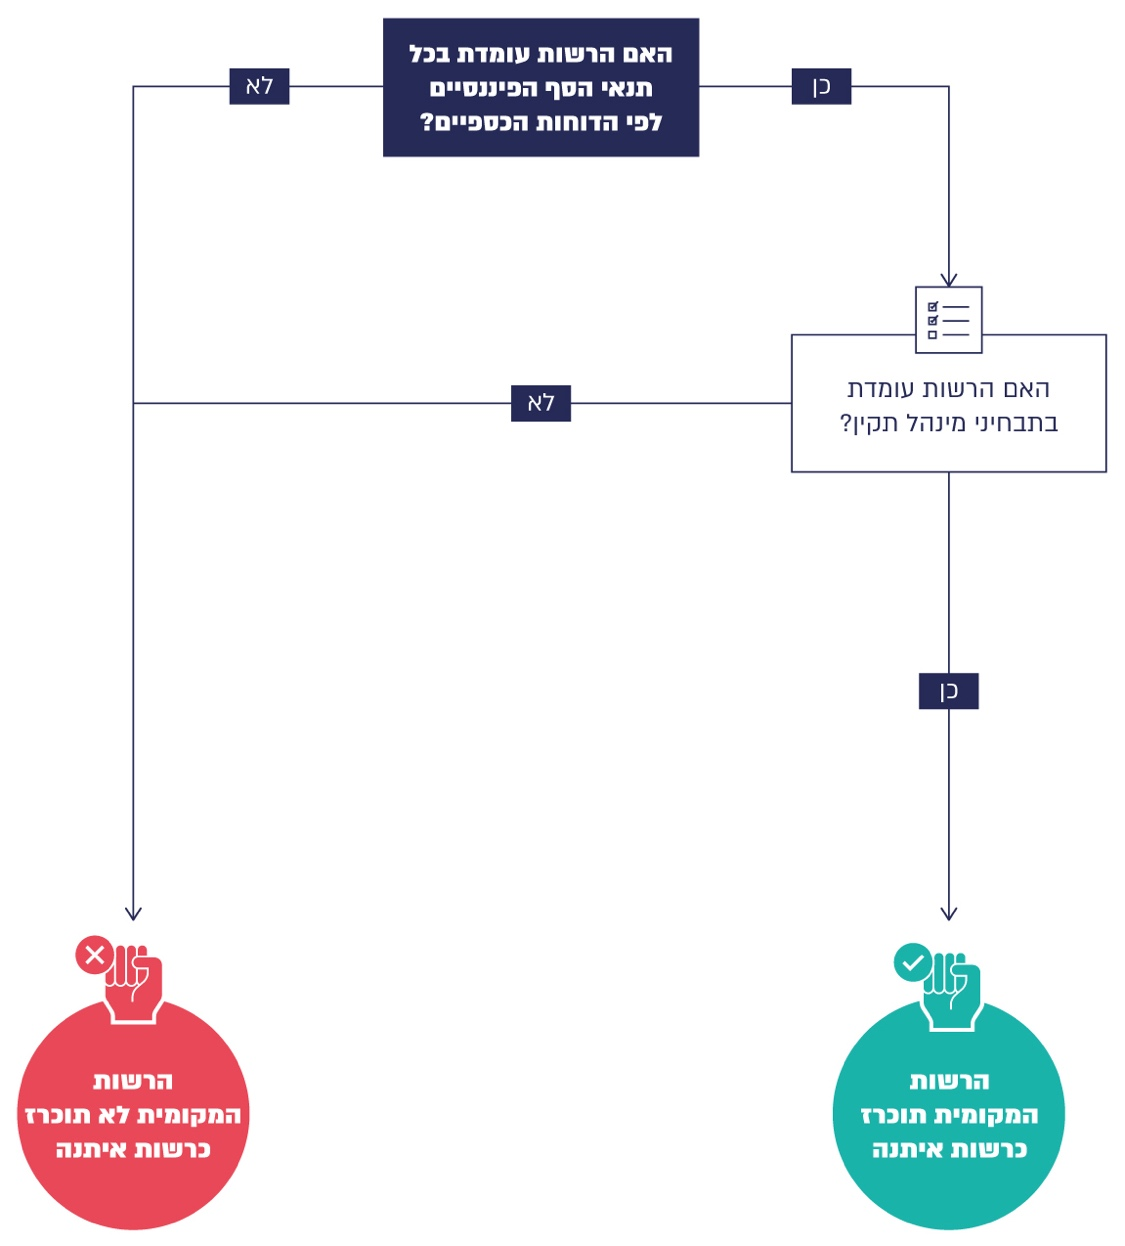 האם הרשות עומדת בכל
תנאי הסף הפיננסיים
לפי הדוחות הכספיים?
כן
לא
האם הרשות עומדת
בתבחיני מינהל תקין?
לא
כן
הרשות
המקומית תוכרז
כרשות איתנה
הרשות
המקומית לא תוכרז
כרשות איתנה